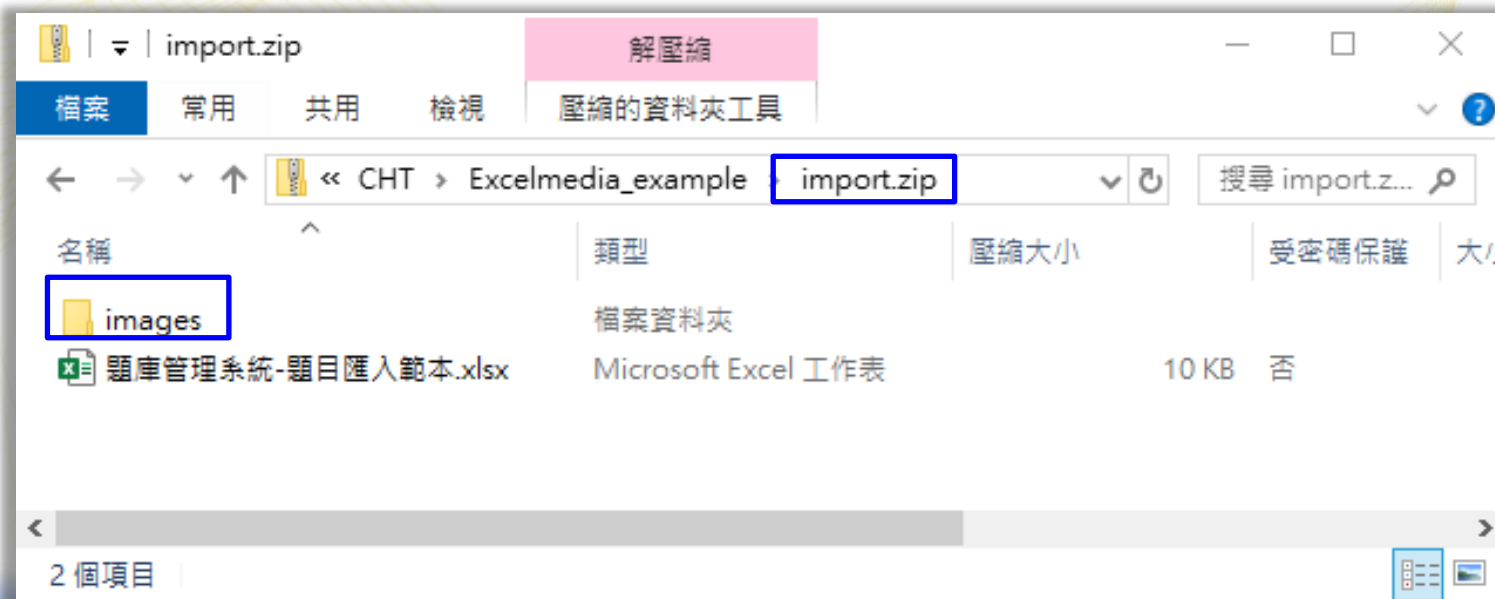 import.zip 解壓縮
檔案 常用 共用 檢視 壓縮的資料夾工具 ?
« CHT › Excelmedia_example › import.zip 搜尋 import.z...
名稱 類型 壓縮大小 受密碼保護 大小
images 檔案資料夾
題庫管理系統-題目匯入範本.xlsx Microsoft Excel 工作表 10 KB 否
2 個項目